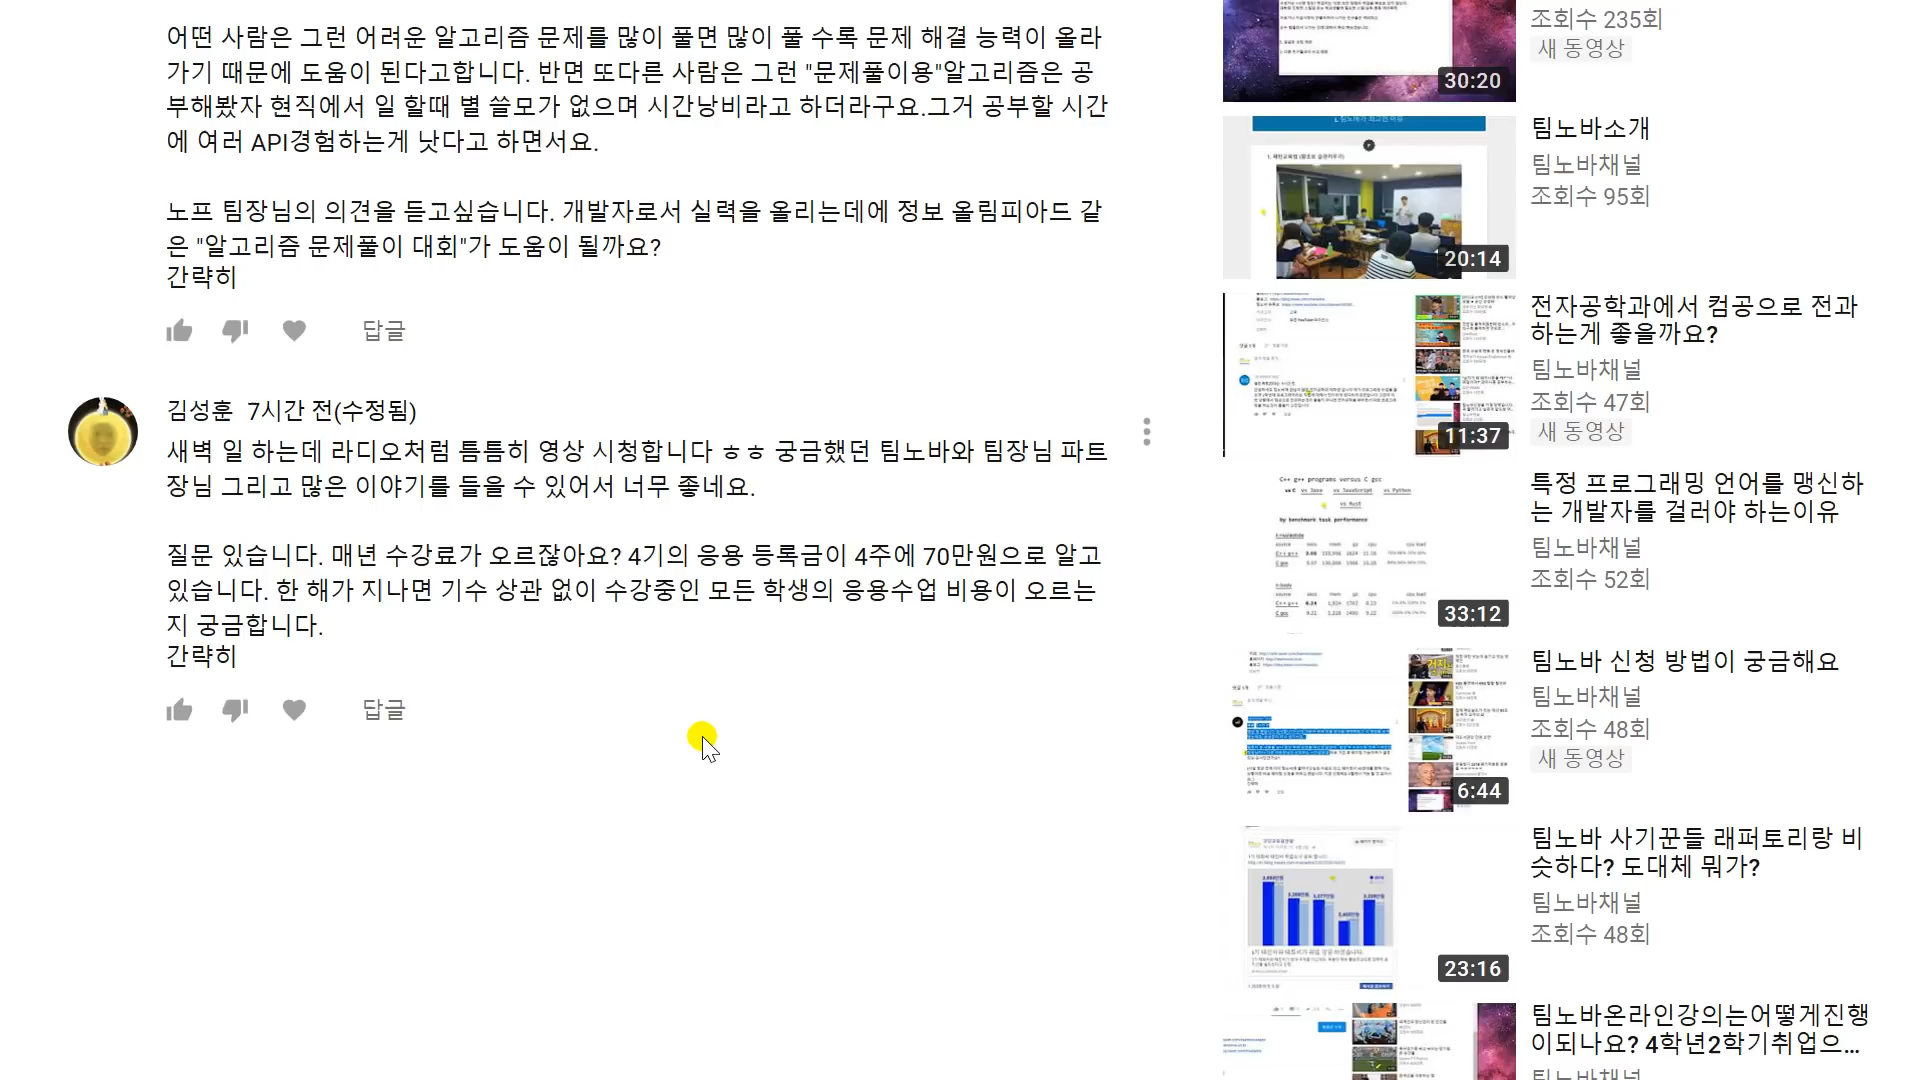 어떤 사람은 그런 어려운 알고리즘 문제를 많이 풀면 많이 풀 수록 문제 해결 능력이 올라
가기 때문에 도움이 된다고합니다. 반면 또다른 사람은 그런 "문제풀이용"알고리즘은 공
부해봤자 현직에서 일 할때 별 쓸모가 없으며 시간낭비라고 하더라구요.그거 공부할 시간
에 여러 API경험하는게 낫다고 하면서요.
노프 팀장님의 의견을 듣고싶습니다. 개발자로서 실력을 올리는데에 정보 올림피아드 같
은 "알고리즘 문제풀이 대회"가 도움이 될까요?
간략히
답글
김성훈 7시간 전(수정됨)
새벽 일 하는데 라디오처럼 틈틈히 영상 시청합니다 ㅎㅎ 궁금했던 팀노바와 팀장님 파트
장님 그리고 많은 이야기를 들을 수 있어서 너무 좋네요.
질문 있습니다. 매년 수강료가 오르잖아요? 4기의 응용 등록금이 4주에 70만원으로 알고
있습니다. 한 해가 지나면 기수 상관 없이 수강중인 모든 학생의 응용수업 비용이 오르는
지 궁금합니다.
간략히
답글
30:20
조회수 235회
새 동영상
20:14
팀노바소개
팀노바채널
조회수 95회
11:37
전자공학과에서 컴공으로 전과
하는게 좋을까요?
팀노바채널
조회수 47회
새 동영상
C++ g++ programs versus C gcc
vs C vs Java vs JavaScript vs Python
vs Rust
by benchmark task performance
33:12
특정 프로그래밍 언어를 맹신하
는 개발자를 걸러야 하는이유
팀노바채널
조회수 52회
6:44
팀노바 신청 방법이 궁금해요
팀노바채널
조회수 48회
새 동영상
23:16
팀노바 사기꾼들 래퍼토리랑 비
슷하다? 도대체 뭐가?
팀노바채널
조회수 48회
팀노바온라인강의는어떻게진행
이되나요? 4학년2학기취업으...
팀노바채널